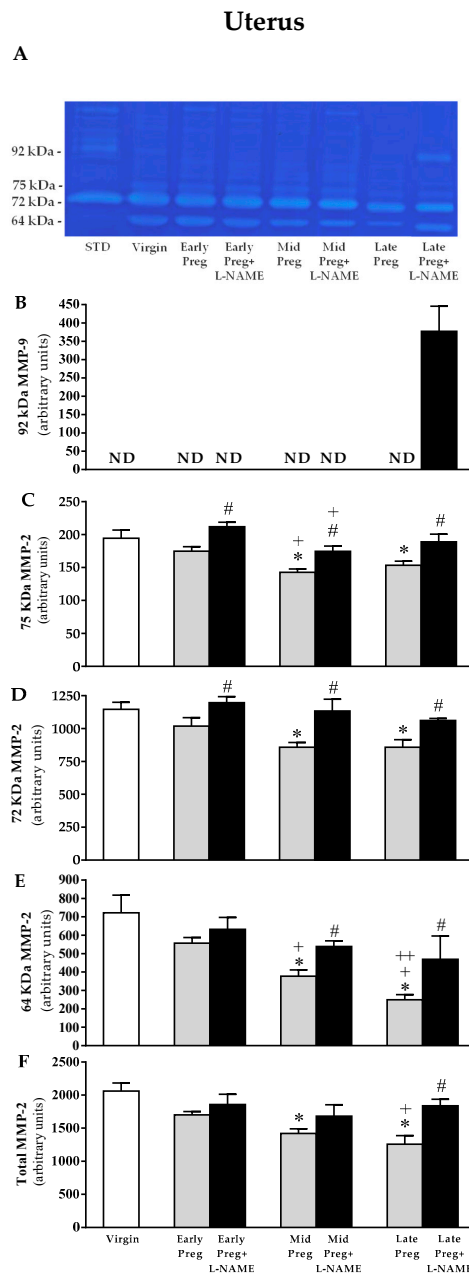 Uterus
A
92 kDa -
75 kDa -
72 kDa -
64 kDa -
STD Virgin Early Preg Early Preg+ L-NAME Mid Preg Mid Preg+ L-NAME Late Preg Late Preg+ L-NAME
B
92 kDa MMP-9
(arbitrary units)
450
400
350
300
250
200
150
100
50
0
ND ND ND ND ND ND
C
75 KDa MMP-2
(arbitrary units)
250
200
150
100
50
0
# + * + # * #
D
72 KDa MMP-2
(arbitrary units)
1250
1000
750
500
250
0
# * # * #
E
64 KDa MMP-2
(arbitrary units)
900
800
700
600
500
400
300
200
100
0
+ * # ++ + * #
F
Total MMP-2
(arbitrary units)
2500
2000
1500
1000
500
0
* + * #
Virgin Early Preg Early Preg+ L-NAME Mid Preg Mid Preg+ L-NAME Late Preg Late Preg+ L-NAME